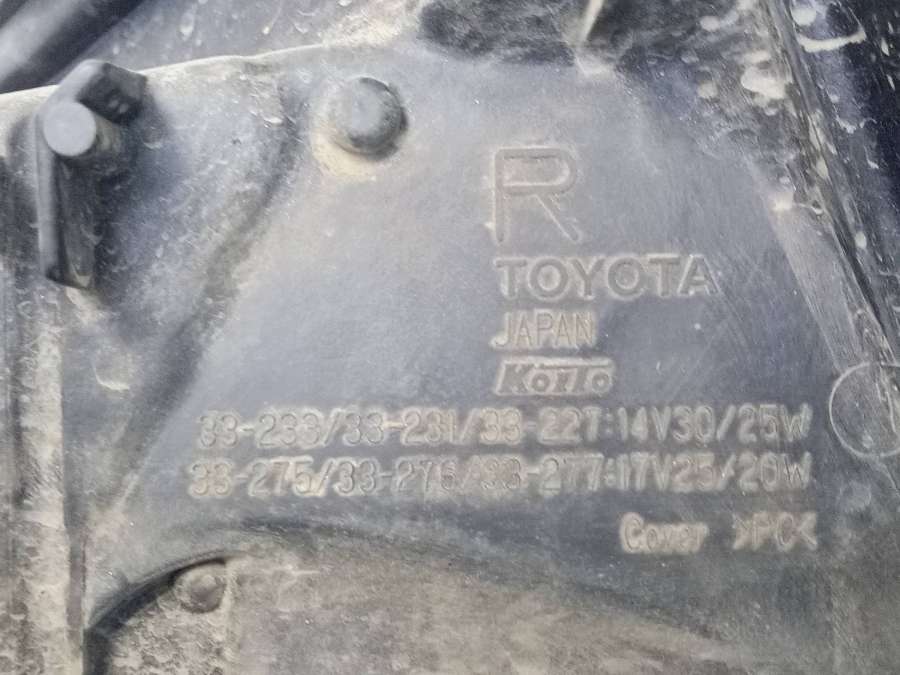 R
TOYOTA
JAPAN
KOITO
33-233/33-231/33-227:14V30/25W
33-275/33-276/33-277:17V25/20W
Cover >PC<